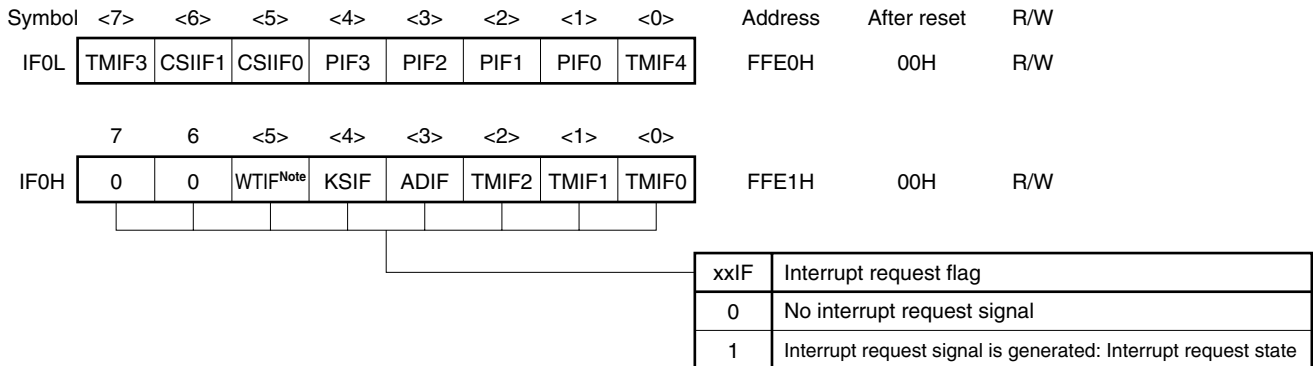 Symbol <7> <6> <5> <4> <3> <2> <1> <0> Address After reset R/W
IF0L TMIF3 CSIIF1 CSIIF0 PIF3 PIF2 PIF1 PIF0 TMIF4 FFE0H 00H R/W
7 6 <5> <4> <3> <2> <1> <0>
IF0H 0 0 WTIF Note KSIF ADIF TMIF2 TMIF1 TMIF0 FFE1H 00H R/W
xxIF Interrupt request flag
0 No interrupt request signal
1 Interrupt request signal is generated: Interrupt request state